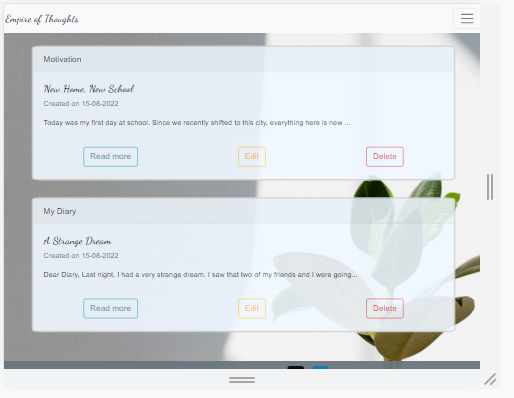 Empire of Thoughts
Motivation
New Home, New School
Created on 15-08-2022
Today was my first day at school. Since we recently shifted to this city, everything here is new ...
Read more Edit Delete
My Diary
A Strange Dream
Created on 15-08-2022
Dear Diary, Last night, I had a very strange dream. I saw that two of my friends and I were going...
Read more Edit Delete